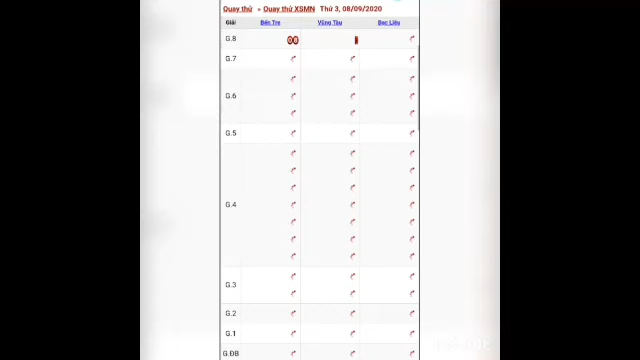 Quay thử » Quay thử XSMN Thứ 3, 08/09/2020
Giải Bến Tre Vũng Tàu Bạc Liêu
G.8 08
G.7
G.6
G.5
G.4
G.3
G.2
G.1
G.ĐB